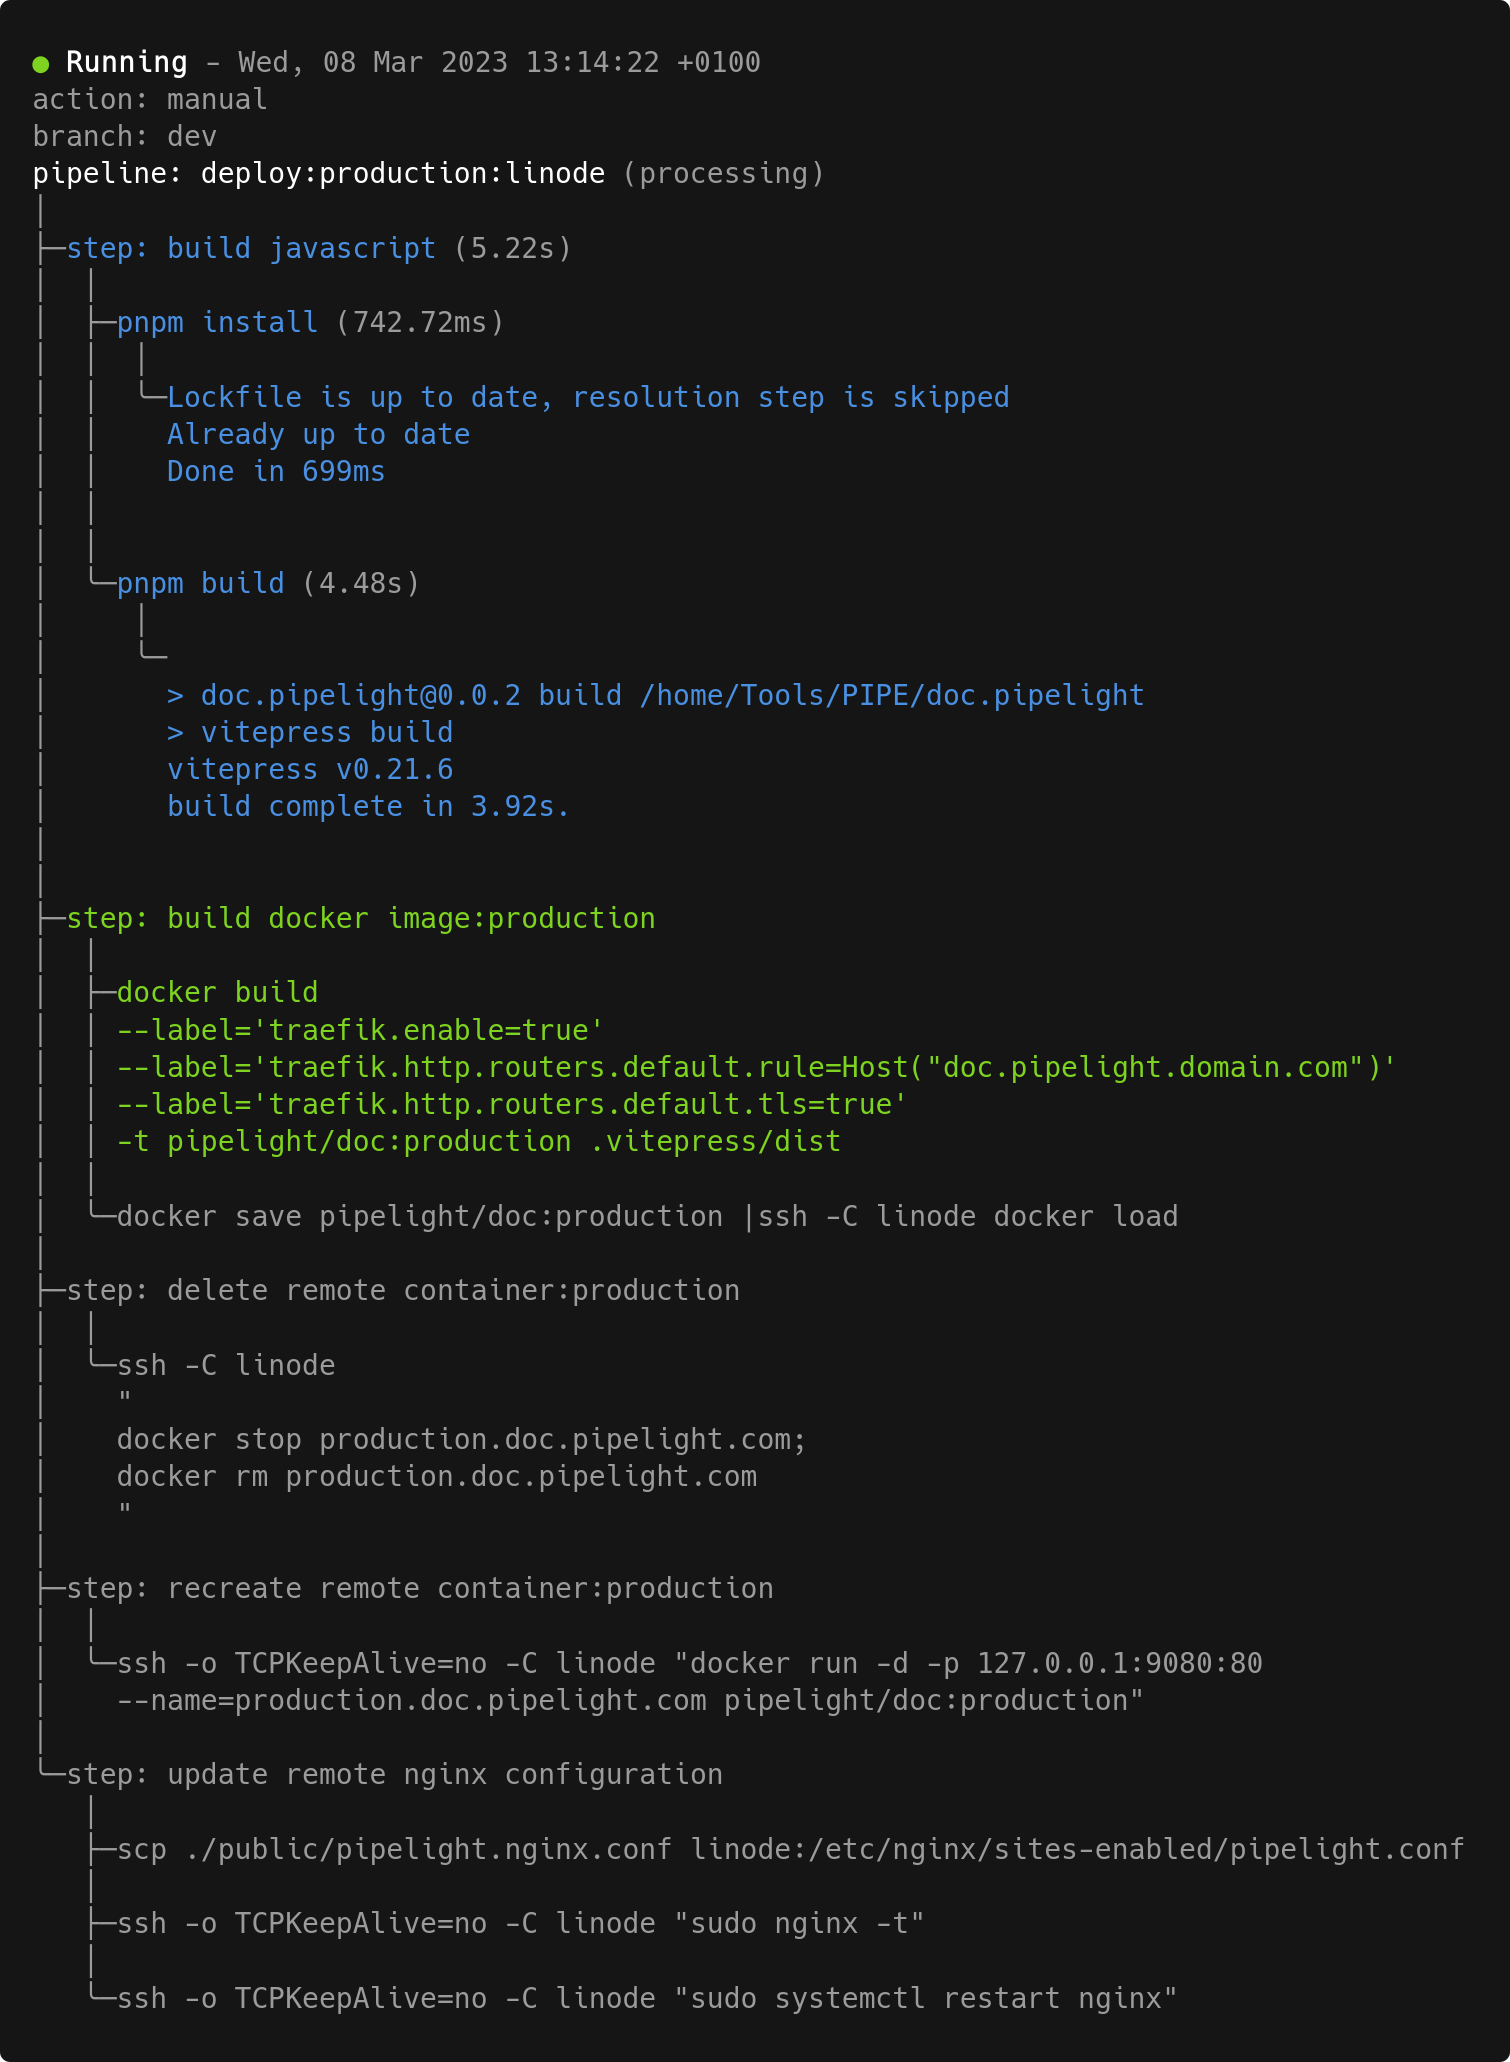 ● Running - Wed, 08 Mar 2023 13:14:22 +0100
action: manual
branch: dev
pipeline: deploy:production:linode (processing)
│
├─step: build javascript (5.22s)
│  │
│  ├─pnpm install (742.72ms)
│  │  │
│  │  ╰─Lockfile is up to date, resolution step is skipped
│  │    Already up to date
│  │    Done in 699ms
│  │
│  │
│  ╰─pnpm build (4.48s)
│     │
│     ╰─
│       > doc.pipelight@0.0.2 build /home/Tools/PIPE/doc.pipelight
│       > vitepress build
│       vitepress v0.21.6
│       build complete in 3.92s.
│
│
├─step: build docker image:production
│  │
│  ├─docker build
│  │ --label='traefik.enable=true'
│  │ --label='traefik.http.routers.default.rule=Host("doc.pipelight.domain.com")'
│  │ --label='traefik.http.routers.default.tls=true'
│  │ -t pipelight/doc:production .vitepress/dist
│  │
│  ╰─docker save pipelight/doc:production |ssh -C linode docker load
│
├─step: delete remote container:production
│  │
│  ╰─ssh -C linode
│    "
│    docker stop production.doc.pipelight.com;
│    docker rm production.doc.pipelight.com
│    "
│
├─step: recreate remote container:production
│  │
│  ╰─ssh -o TCPKeepAlive=no -C linode "docker run -d -p 127.0.0.1:9080:80
│    --name=production.doc.pipelight.com pipelight/doc:production"
│
╰─step: update remote nginx configuration
   │
   ├─scp ./public/pipelight.nginx.conf linode:/etc/nginx/sites-enabled/pipelight.conf
   │
   ├─ssh -o TCPKeepAlive=no -C linode "sudo nginx -t"
   │
   ╰─ssh -o TCPKeepAlive=no -C linode "sudo systemctl restart nginx"